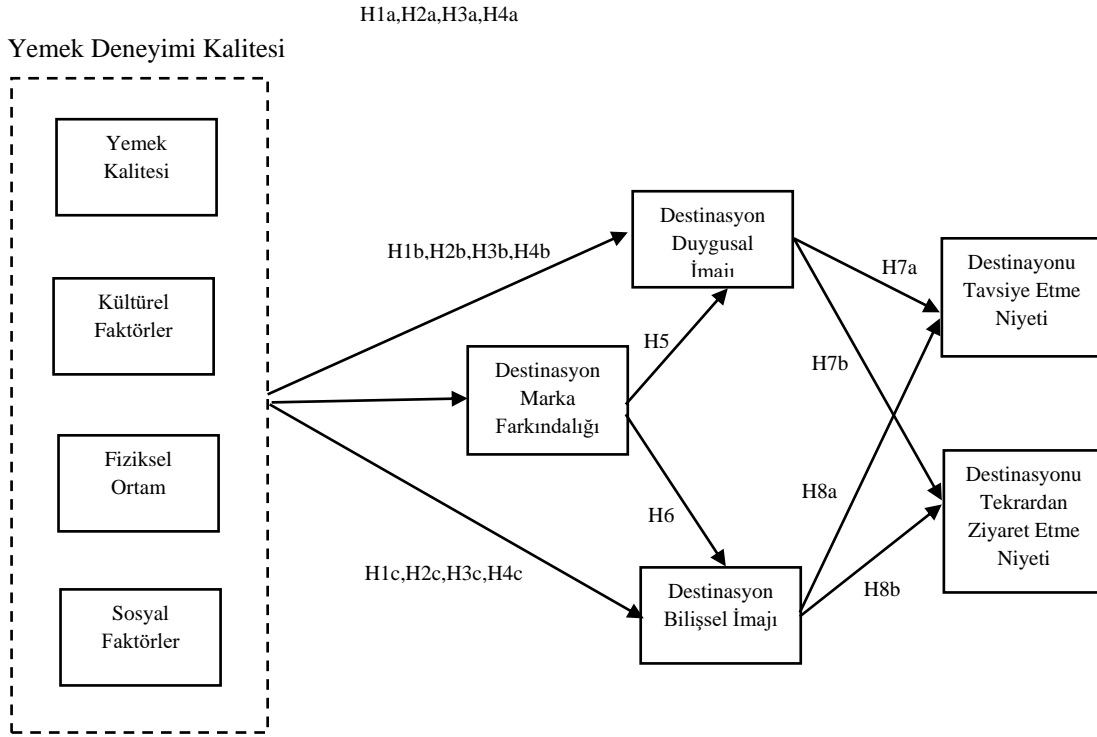 H1a,H2a,H3a,H4a
Yemek Deneyimi Kalitesi
Yemek
Kalitesi
Kültürel
Faktörler
Fiziksel
Ortam
Sosyal
Faktörler
H1b,H2b,H3b,H4b
H1c,H2c,H3c,H4c
Destinasyon
Marka
Farkındalığı
H5
H6
Destinasyon
Duygusal
İmajı
Destinasyon
Bilişsel İmajı
H7a
H7b
H8a
H8b
Destinayonu
Tavsiye Etme
Niyeti
Destinasyonu
Tekrardan
Ziyaret Etme
Niyeti